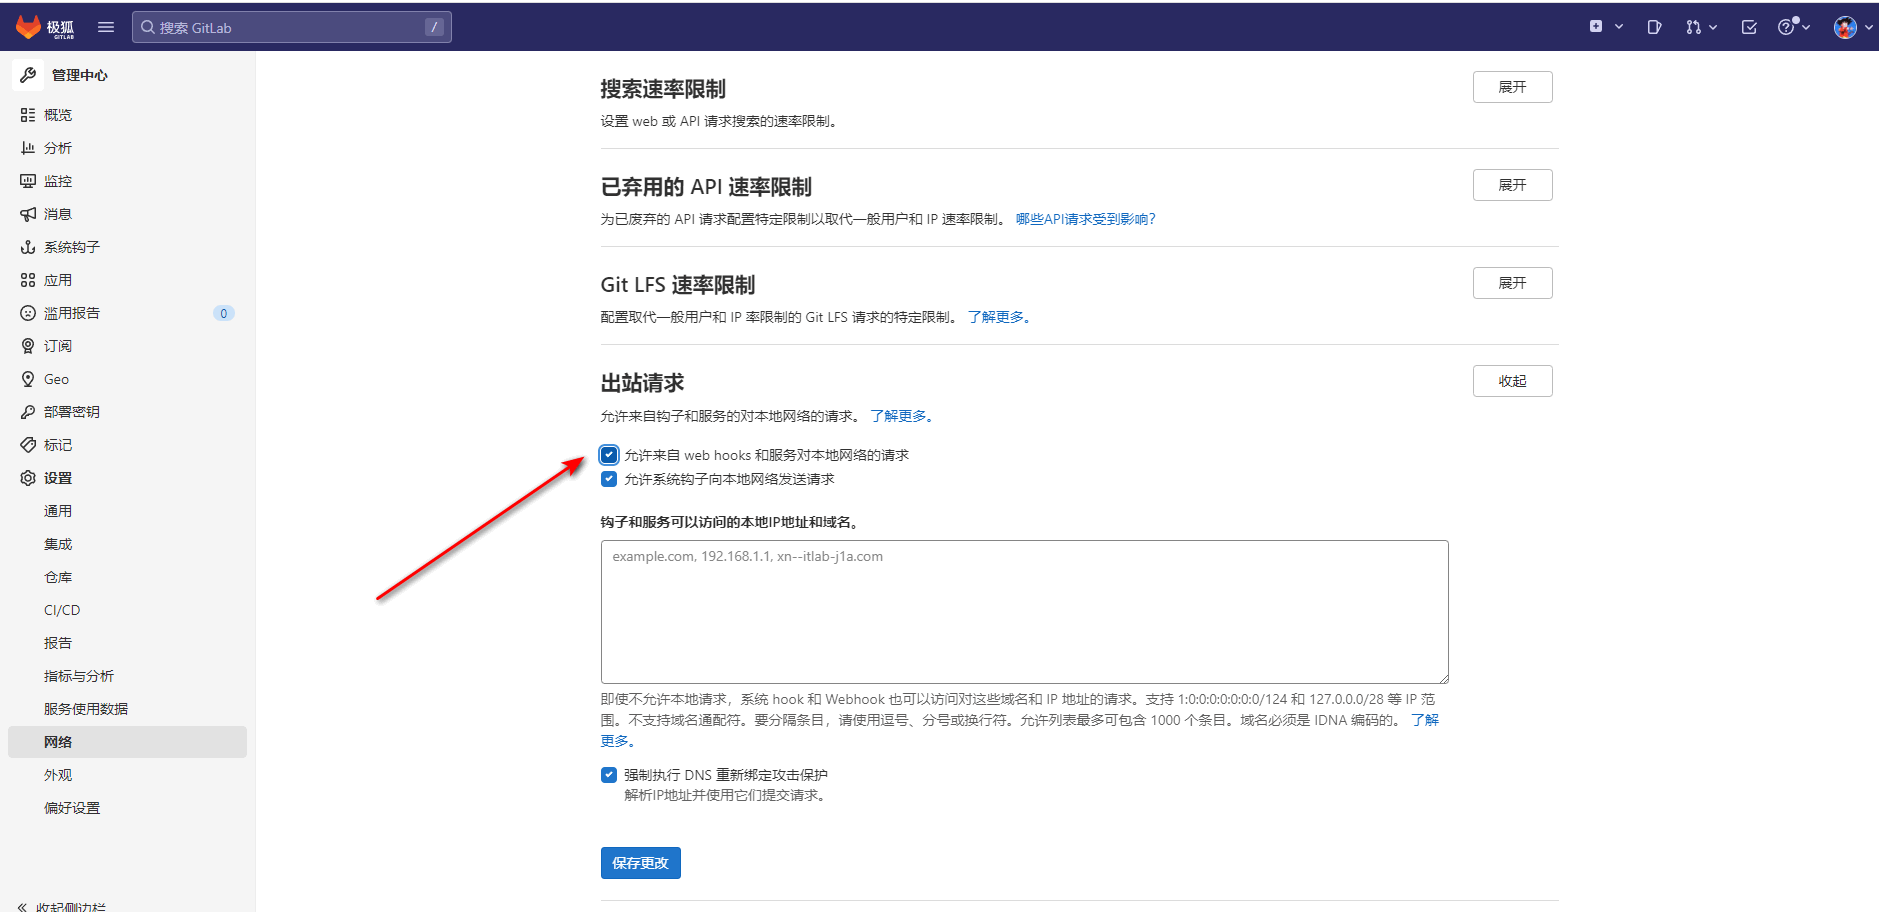 极狐
GITLAB
搜索 GitLab
/
管理中心
概览
分析
监控
消息
系统钩子
应用
滥用报告
0
订阅
Geo
部署密钥
标记
设置
通用
集成
仓库
CI/CD
报告
指标与分析
服务使用数据
网络
外观
偏好设置
收起侧边栏
搜索速率限制
展开
设置 web 或 API 请求搜索的速率限制。
已弃用的 API 速率限制
展开
为已废弃的 API 请求配置特定限制以取代一般用户和 IP 速率限制。 哪些API请求受到影响?
Git LFS 速率限制
展开
配置取代一般用户和 IP 率限制的 Git LFS 请求的特定限制。 了解更多。
出站请求
收起
允许来自钩子和服务的对本地网络的请求。 了解更多。
允许来自 web hooks 和服务对本地网络的请求
允许系统钩子向本地网络发送请求
钩子和服务可以访问的本地IP地址和域名。
example.com, 192.168.1.1, xn--itlab-j1a.com
即使不允许本地请求，系统 hook 和 Webhook 也可以访问对这些域名和 IP 地址的请求。支持 1:0:0:0:0:0:0:0/124 和 127.0.0.0/28 等 IP 范
围。不支持域名通配符。要分隔条目，请使用逗号、分号或换行符。允许列表最多可包含 1000 个条目。域名必须是 IDNA 编码的。 了解
更多。
强制执行 DNS 重新绑定攻击保护
解析IP地址并使用它们提交请求。
保存更改